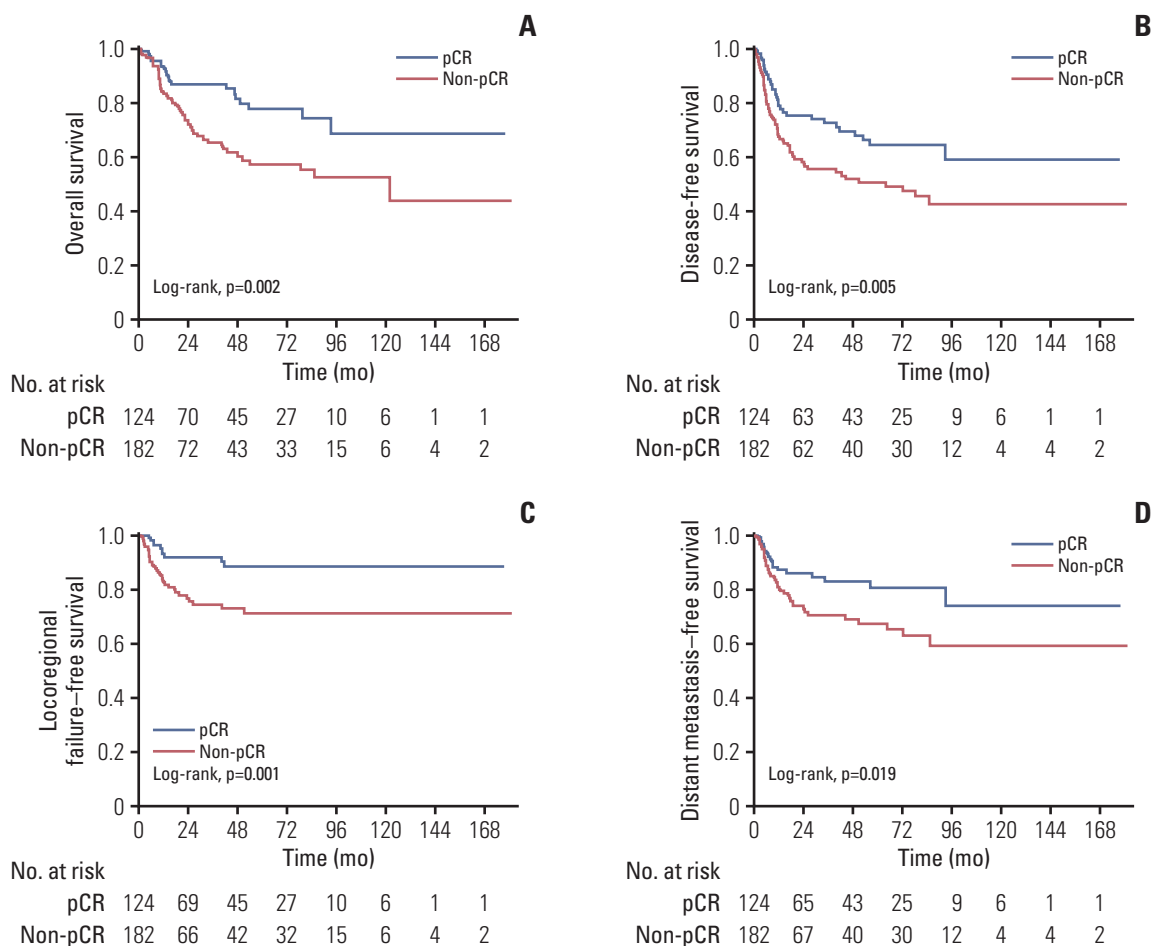 A
1.0
0.8
0.6
0.4
0.2
0
Overall survival
pCR
Non-pCR
Log-rank, p=0.002
0 24 48 72 96 120 144 168
Time (mo)
No. at risk
pCR 124 70 45 27 10 6 1 1
Non-pCR 182 72 43 33 15 6 4 2
B
1.0
0.8
0.6
0.4
0.2
0
Disease-free survival
pCR
Non-pCR
Log-rank, p=0.005
0 24 48 72 96 120 144 168
Time (mo)
No. at risk
pCR 124 63 43 25 9 6 1 1
Non-pCR 182 62 40 30 12 4 4 2
C
1.0
0.8
0.6
0.4
0.2
0
Locoregional
failure–free survival
pCR
Non-pCR
Log-rank, p=0.001
0 24 48 72 96 120 144 168
Time (mo)
No. at risk
pCR 124 69 45 27 10 6 1 1
Non-pCR 182 66 42 32 15 6 4 2
D
1.0
0.8
0.6
0.4
0.2
0
Distant metastasis–free survival
pCR
Non-pCR
Log-rank, p=0.019
0 24 48 72 96 120 144 168
Time (mo)
No. at risk
pCR 124 65 43 25 9 6 1 1
Non-pCR 182 67 40 30 12 4 4 2